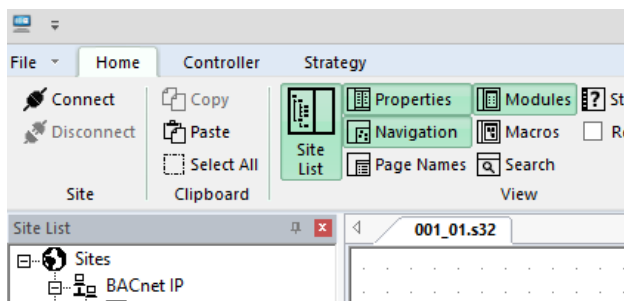 File Home Controller Strategy
Connect Copy Properties Modules
Disconnect Paste Navigation Macros
Select All Site List Page Names Search
Site Clipboard View
Site List 001_01.s32
Sites
BACnet IP